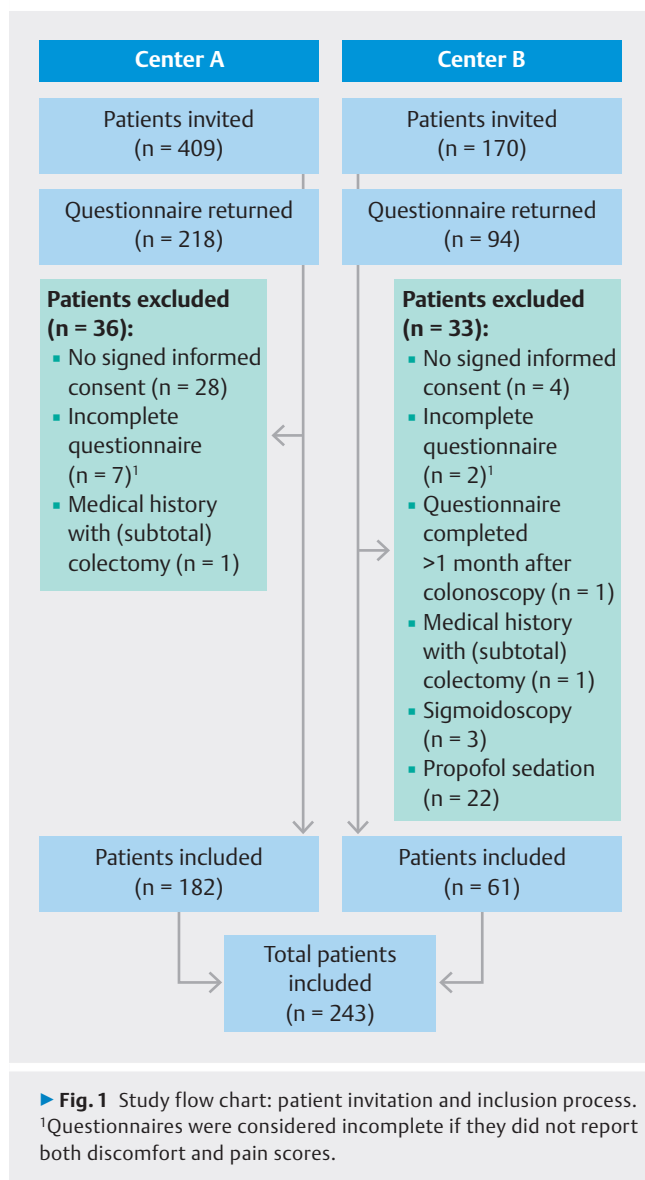 Center A
Patients invited
(n = 409)
Questionnaire returned
(n = 218)
Patients excluded
(n = 36):
▪ No signed informed
consent (n = 28)
▪ Incomplete
questionnaire
(n = 7)¹
▪ Medical history
with (subtotal)
colectomy (n = 1)
Patients included
(n = 182)
Center B
Patients invited
(n = 170)
Questionnaire returned
(n = 94)
Patients excluded
(n = 33):
▪ No signed informed
consent (n = 4)
▪ Incomplete
questionnaire
(n = 2)¹
▪ Questionnaire
completed
>1 month after
colonoscopy (n = 1)
▪ Medical history
with (subtotal)
colectomy (n = 1)
▪ Sigmoidoscopy
(n = 3)
▪ Propofol sedation
(n = 22)
Patients included
(n = 61)
Total patients
included
(n = 243)
▶ Fig. 1 Study flow chart: patient invitation and inclusion process.
¹Questionnaires were considered incomplete if they did not report
both discomfort and pain scores.